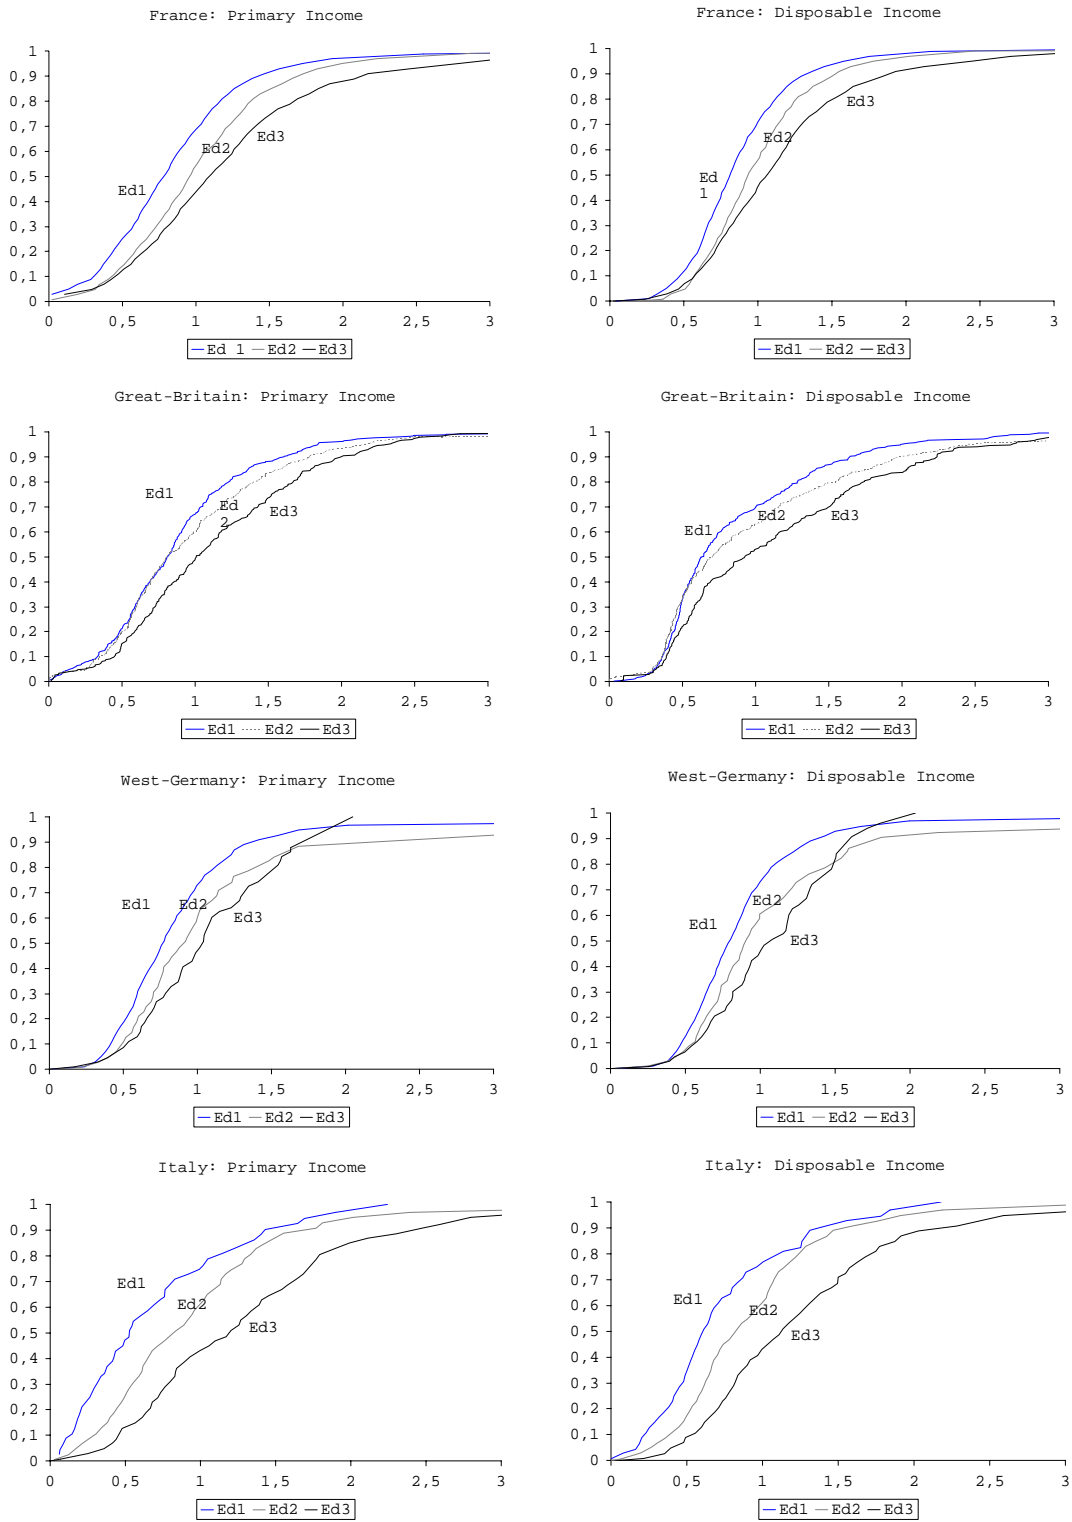 France: Primary Income
1
0,9
0,8
0,7
0,6
0,5
0,4
0,3
0,2
0,1
0
0 0,5 1 1,5 2 2,5 3
Ed1
Ed2
Ed3
Ed 1 Ed2 Ed3
France: Disposable Income
1
0,9
0,8
0,7
0,6
0,5
0,4
0,3
0,2
0,1
0
0 0,5 1 1,5 2 2,5 3
Ed
1
Ed2
Ed3
Ed1 Ed2 Ed3
Great-Britain: Primary Income
1
0,9
0,8
0,7
0,6
0,5
0,4
0,3
0,2
0,1
0
0 0,5 1 1,5 2 2,5 3
Ed1
Ed
2
Ed3
Ed1 Ed2 Ed3
Great-Britain: Disposable Income
1
0,9
0,8
0,7
0,6
0,5
0,4
0,3
0,2
0,1
0
0 0,5 1 1,5 2 2,5 3
Ed1
Ed2
Ed3
Ed1 Ed2 Ed3
West-Germany: Primary Income
1
0,9
0,8
0,7
0,6
0,5
0,4
0,3
0,2
0,1
0
0 0,5 1 1,5 2 2,5 3
Ed1
Ed2
Ed3
Ed1 Ed2 Ed3
West-Germany: Disposable Income
1
0,9
0,8
0,7
0,6
0,5
0,4
0,3
0,2
0,1
0
0 0,5 1 1,5 2 2,5 3
Ed1
Ed2
Ed3
Ed1 Ed2 Ed3
Italy: Primary Income
1
0,9
0,8
0,7
0,6
0,5
0,4
0,3
0,2
0,1
0
0 0,5 1 1,5 2 2,5 3
Ed1
Ed2
Ed3
Ed1 Ed2 Ed3
Italy: Disposable Income
1
0,9
0,8
0,7
0,6
0,5
0,4
0,3
0,2
0,1
0
0 0,5 1 1,5 2 2,5 3
Ed1
Ed2
Ed3
Ed1 Ed2 Ed3